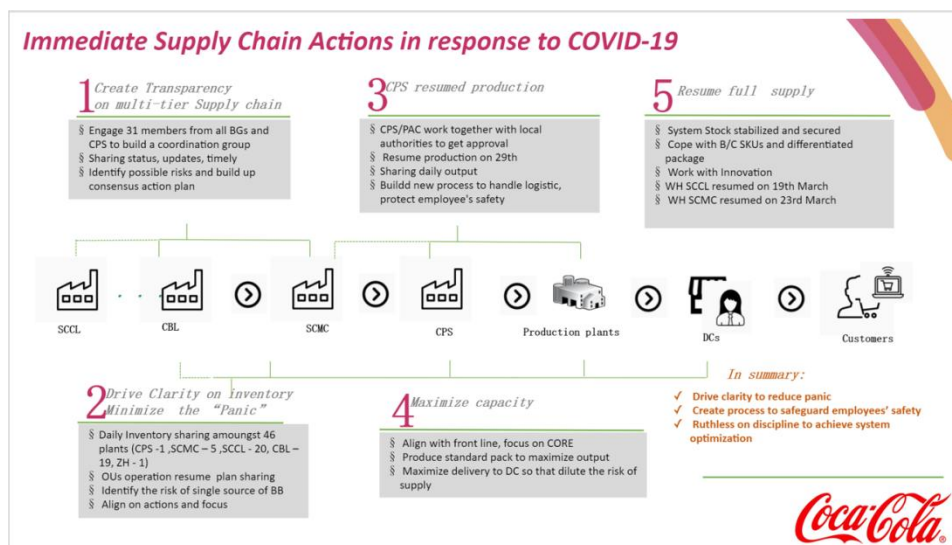 Immediate Supply Chain Actions in response to COVID-19
1 Create Transparency
on multi-tier Supply chain
§ Engage 31 members from all BGs and
CPS to build a coordination group
§ Sharing status, updates, timely
§ Identify possible risks and build up
consensus action plan
3 CPS resumed production
§ CPS/PAC work together with local
authorities to get approval
§ Resume production on 29th
§ Sharing daily output
§ Buildd new process to handle logistic,
protect employee's safety
5 Resume full supply
§ System Stock stabilized and secured
§ Cope with B/C SKUs and differentiated
package
§ Work with Innovation
§ WH SCCL resumed on 19th March
§ WH SCMC resumed on 23rd March
SCCL
CBL
SCMC
CPS
Production plants
DCs
Customers
2 Drive Clarity on inventory
Minimize the “Panic”
§ Daily Inventory sharing amoungst 46
plants (CPS -1 ,SCMC – 5 ,SCCL - 20, CBL –
19, ZH - 1)
§ OUs operation resume plan sharing
§ Identify the risk of single source of BB
§ Align on actions and focus
4 Maximize capacity
§ Align with front line, focus on CORE
§ Produce standard pack to maximize output
§ Maximize delivery to DC so that dilute the risk of
supply
In summary:
✓ Drive clarity to reduce panic
✓ Create process to safeguard employees’ safety
✓ Ruthless on discipline to achieve system
optimization
Coca-Cola®